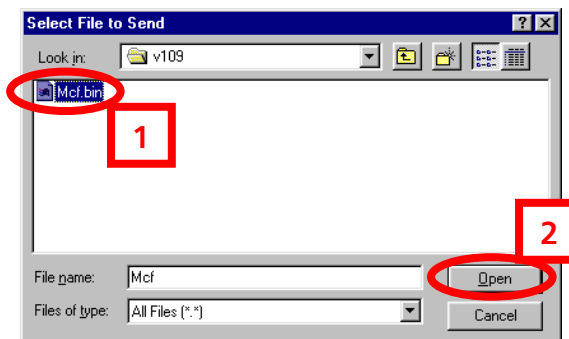 Select File to Send
Look in: v109
Mcf.bin
1
2
File name: Mcf
Open
Files of type: All Files (*.*)
Cancel